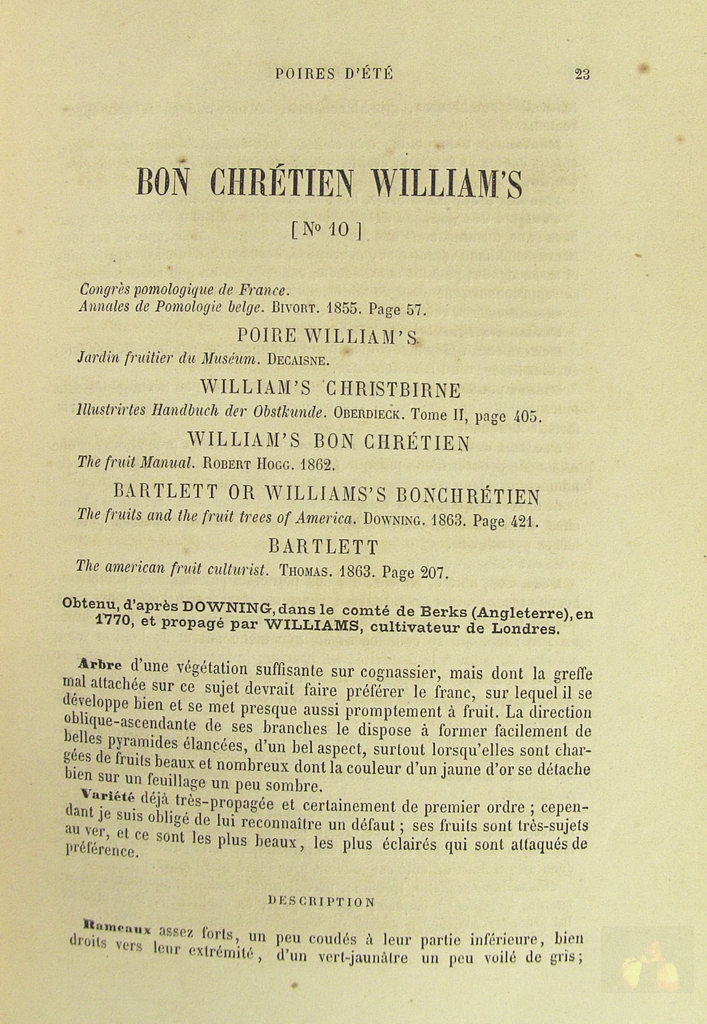 POIRES D'ÉTÉ 23
BON CHRÉTIEN WILLIAM'S
[ Nº 10 ]
Congrès pomologique de France.
Annales de Pomologie belge. BIVORT. 1855. Page 57.
POIRE WILLIAM'S.
Jardin fruitier du Muséum. DECAISNE.
WILLIAM'S CHRISTBIRNE
Illustrirtes Handbuch der Obstkunde. OBERDIECK. Tome II, page 405.
WILLIAM'S BON CHRÉTIEN
The fruit Manual. ROBERT HOGG. 1862.
BARTLETT OR WILLIAMS'S BONCHRÉTIEN
The fruits and the fruit trees of America. DOWNING. 1863. Page 421.
BARTLETT
The american fruit culturist. THOMAS. 1863. Page 207.
Obtenu, d'après DOWNING, dans le comté de Berks (Angleterre), en
1770, et propagé par WILLIAMS, cultivateur de Londres.
Arbre d'une végétation suffisante sur cognassier, mais dont la greffe
mal attachée sur ce sujet devrait faire préférer le franc, sur lequel il se
développe bien et se met presque aussi promptement à fruit. La direction
oblique-ascendante de ses branches le dispose à former facilement de
belles pyramides élancées, d'un bel aspect, surtout lorsqu'elles sont char-
gées de fruits beaux et nombreux dont la couleur d'un jaune d'or se détache
bien sur un feuillage un peu sombre.
Variété déjà très-propagée et certainement de premier ordre ; cepen-
dant je suis obligé de lui reconnaître un défaut ; ses fruits sont très-sujets
au ver, et ce sont les plus beaux, les plus éclairés qui sont attaqués de
préférence.
DESCRIPTION
Rameaux assez forts, un peu coudés à leur partie inférieure, bien
droits vers leur extrémité, d'un vert-jaunâtre un peu voilé de gris;